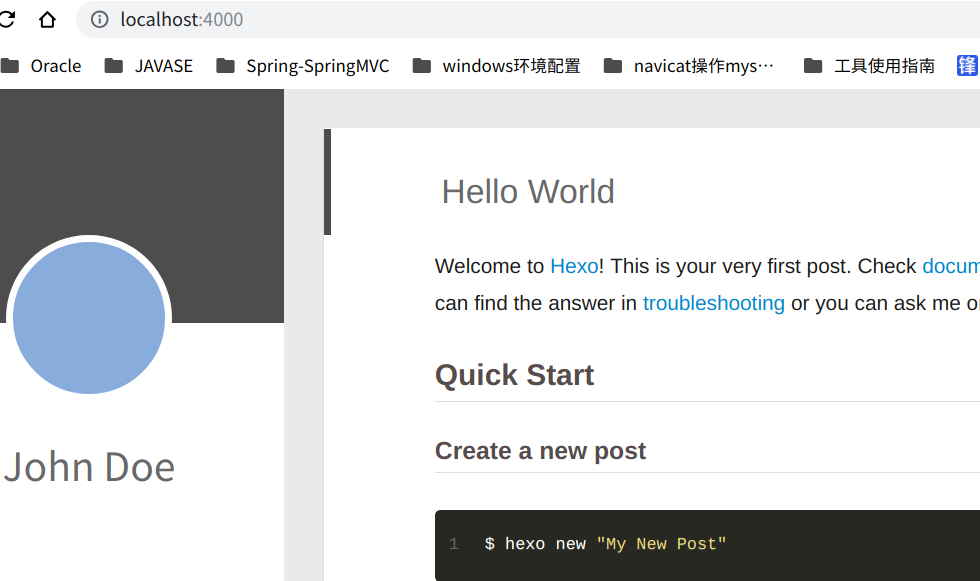 localhost:4000
Oracle JAVASE Spring-SpringMVC windows环境配置 navicat操作mys… 工具使用指南 锋
Hello World
Welcome to Hexo! This is your very first post. Check docum
can find the answer in troubleshooting or you can ask me o
Quick Start
Create a new post
1 $ hexo new "My New Post"
John Doe